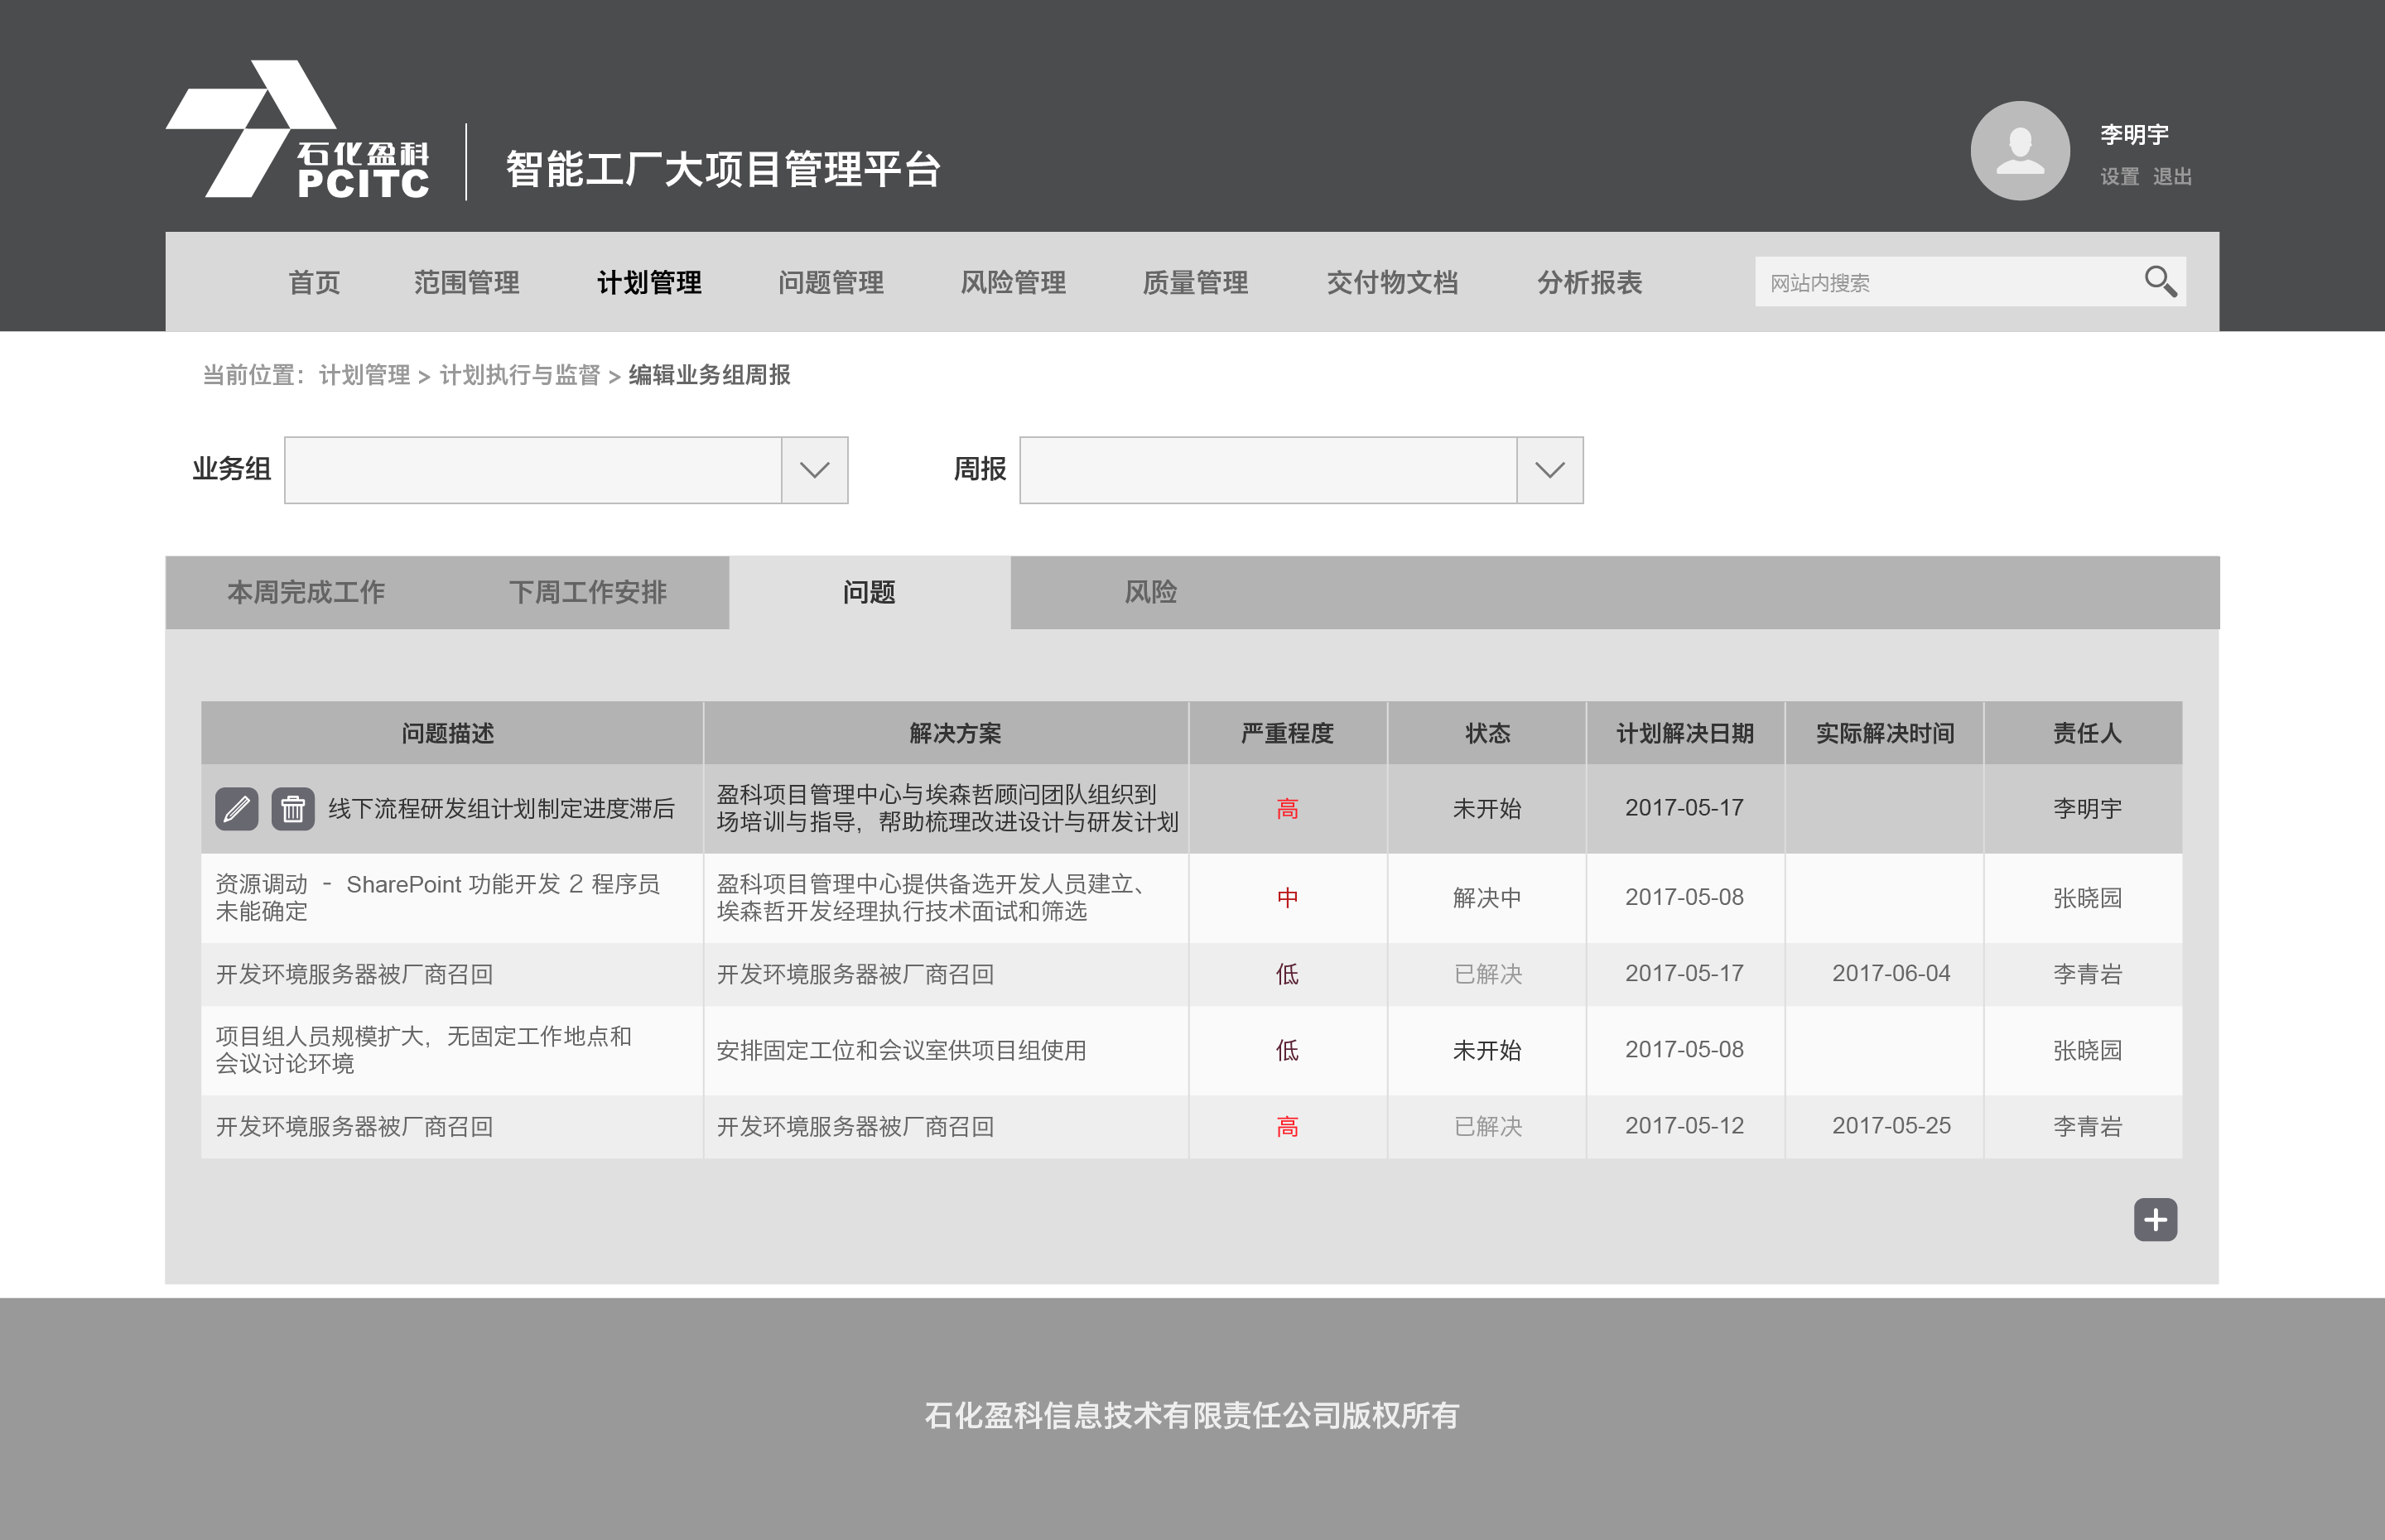 石化盈科
PCITC
智能工厂大项目管理平台
李明宇
设置 退出
首页 范围管理 计划管理 问题管理 风险管理 质量管理 交付物文档 分析报表 网站内搜索
当前位置：计划管理 > 计划执行与监督 > 编辑业务组周报
业务组 周报
本周完成工作 下周工作安排 问题 风险
问题描述 解决方案 严重程度 状态 计划解决日期 实际解决时间 责任人
线下流程研发组计划制定进度滞后
盈科项目管理中心与埃森哲顾问团队组织到
场培训与指导，帮助梳理改进设计与研发计划
高 未开始 2017-05-17 李明宇
资源调动 - SharePoint 功能开发 2 程序员
未能确定
盈科项目管理中心提供备选开发人员建立、
埃森哲开发经理执行技术面试和筛选
中 解决中 2017-05-08 张晓园
开发环境服务器被厂商召回 开发环境服务器被厂商召回 低 已解决 2017-05-17 2017-06-04 李青岩
项目组人员规模扩大，无固定工作地点和
会议讨论环境
安排固定工位和会议室供项目组使用 低 未开始 2017-05-08 张晓园
开发环境服务器被厂商召回 开发环境服务器被厂商召回 高 已解决 2017-05-12 2017-05-25 李青岩
石化盈科信息技术有限责任公司版权所有